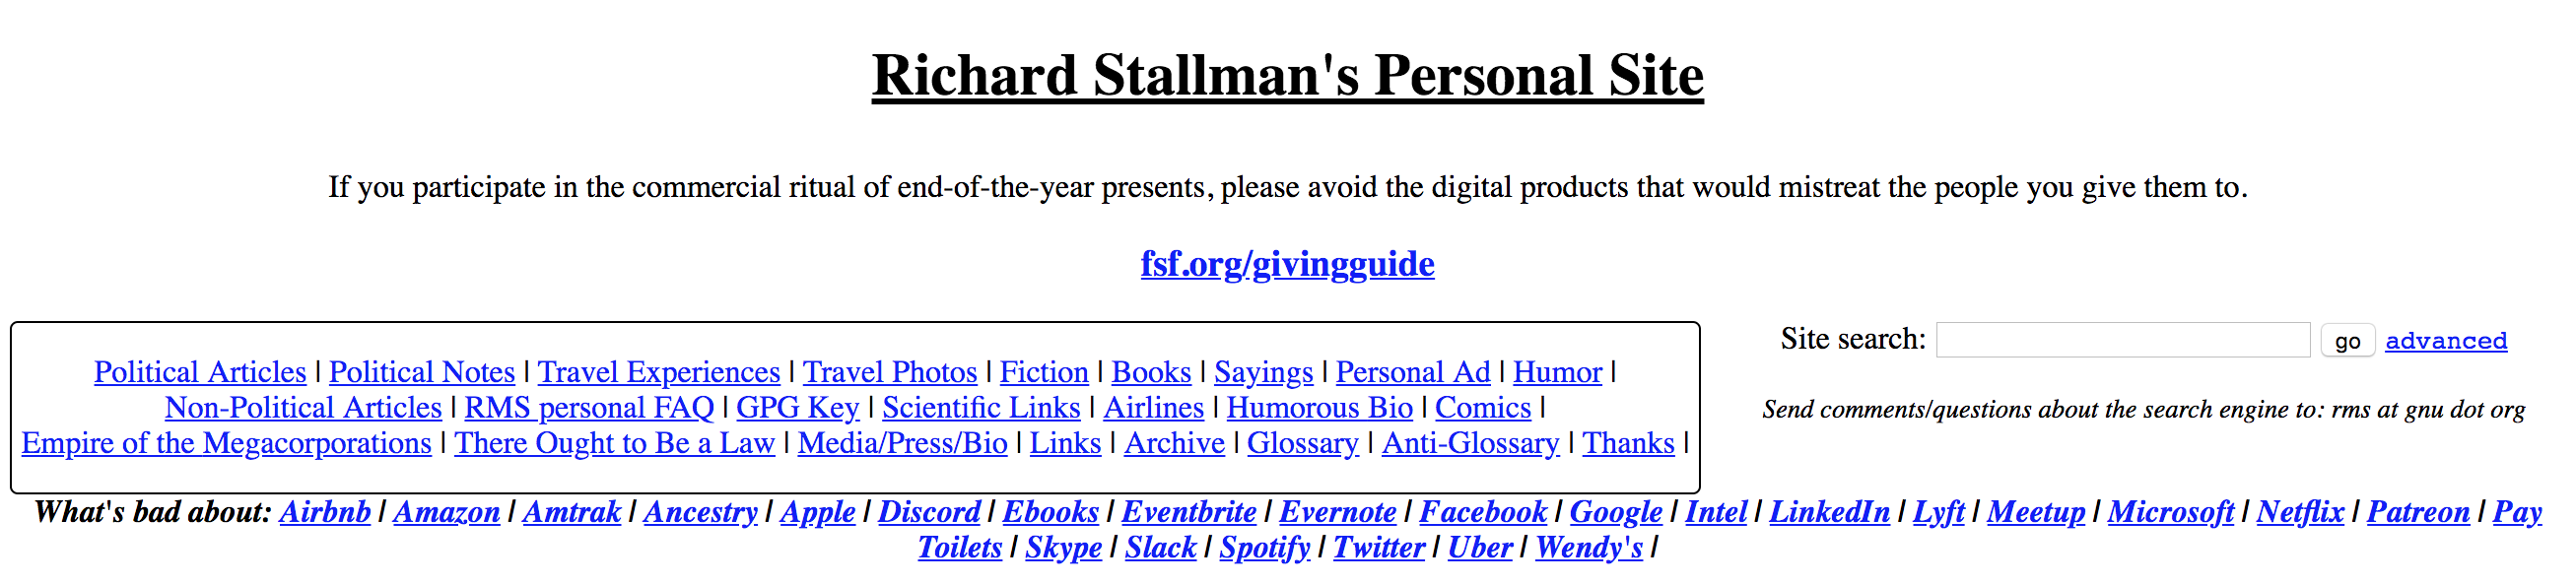 Richard Stallman's Personal Site
If you participate in the commercial ritual of end-of-the-year presents, please avoid the digital products that would mistreat the people you give them to.
fsf.org/givingguide
Political Articles | Political Notes | Travel Experiences | Travel Photos | Fiction | Books | Sayings | Personal Ad | Humor |
Non-Political Articles | RMS personal FAQ | GPG Key | Scientific Links | Airlines | Humorous Bio | Comics |
Empire of the Megacorporations | There Ought to Be a Law | Media/Press/Bio | Links | Archive | Glossary | Anti-Glossary | Thanks |
Site search: go advanced
Send comments/questions about the search engine to: rms at gnu dot org
What's bad about: Airbnb | Amazon | Amtrak | Ancestry | Apple | Discord | Ebooks | Eventbrite | Evernote | Facebook | Google | Intel | LinkedIn | Lyft | Meetup | Microsoft | Netflix | Patreon | Pay
Toilets | Skype | Slack | Spotify | Twitter | Uber | Wendy's |